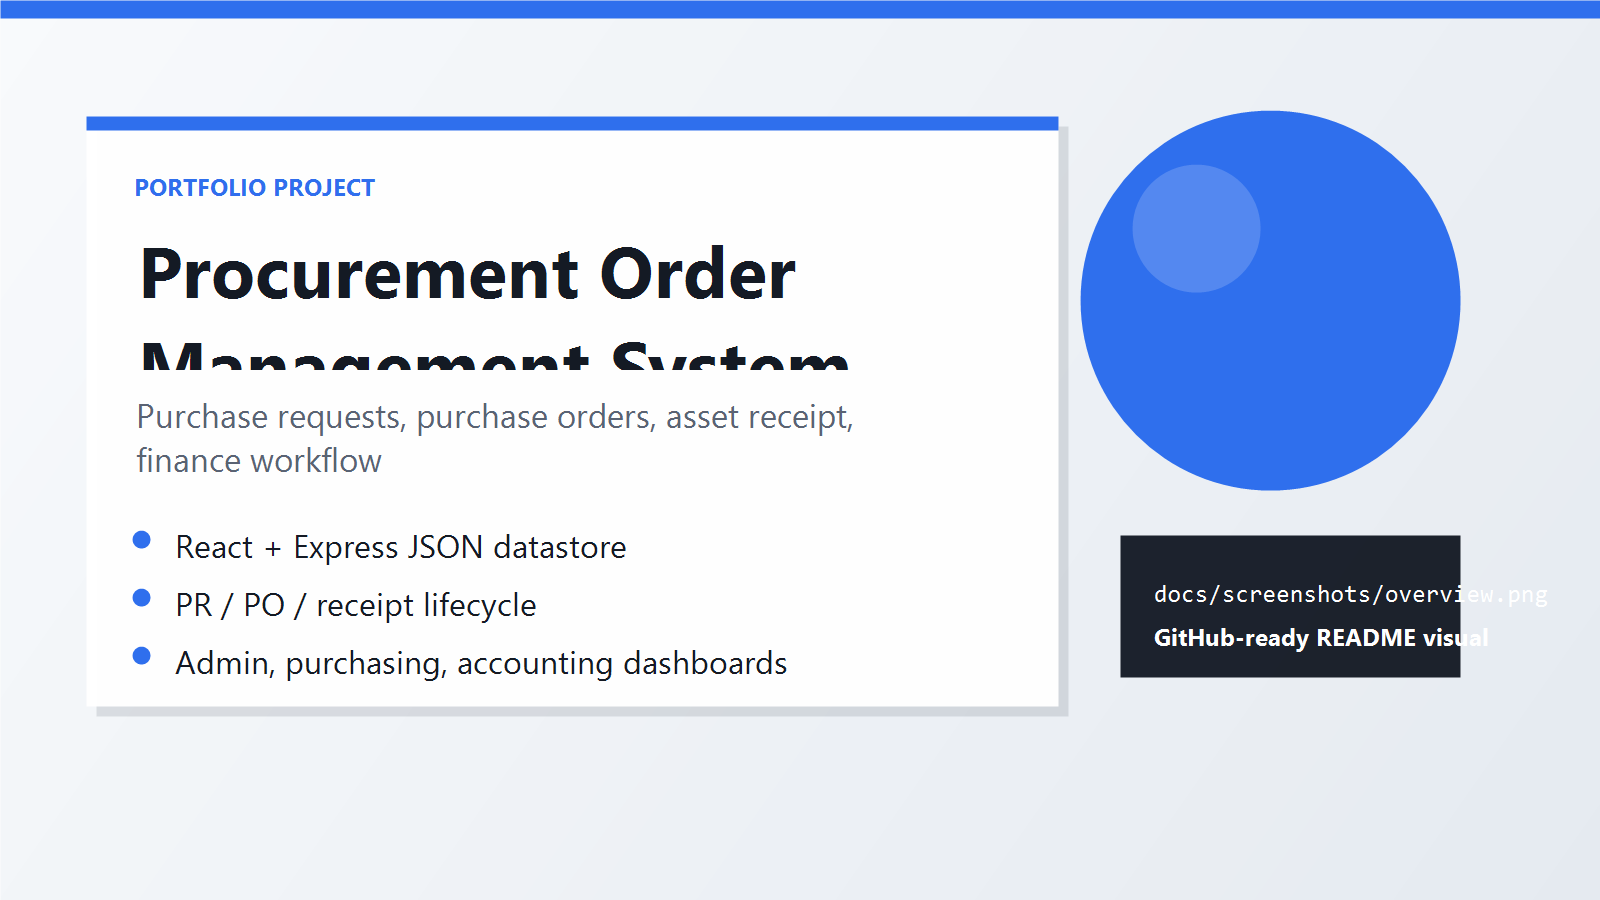 PORTFOLIO PROJECT
Procurement Order
Management System
Purchase requests, purchase orders, asset receipt,
finance workflow
React + Express JSON datastore
PR / PO / receipt lifecycle
Admin, purchasing, accounting dashboards
docs/screenshots/overview.png
GitHub-ready README visual